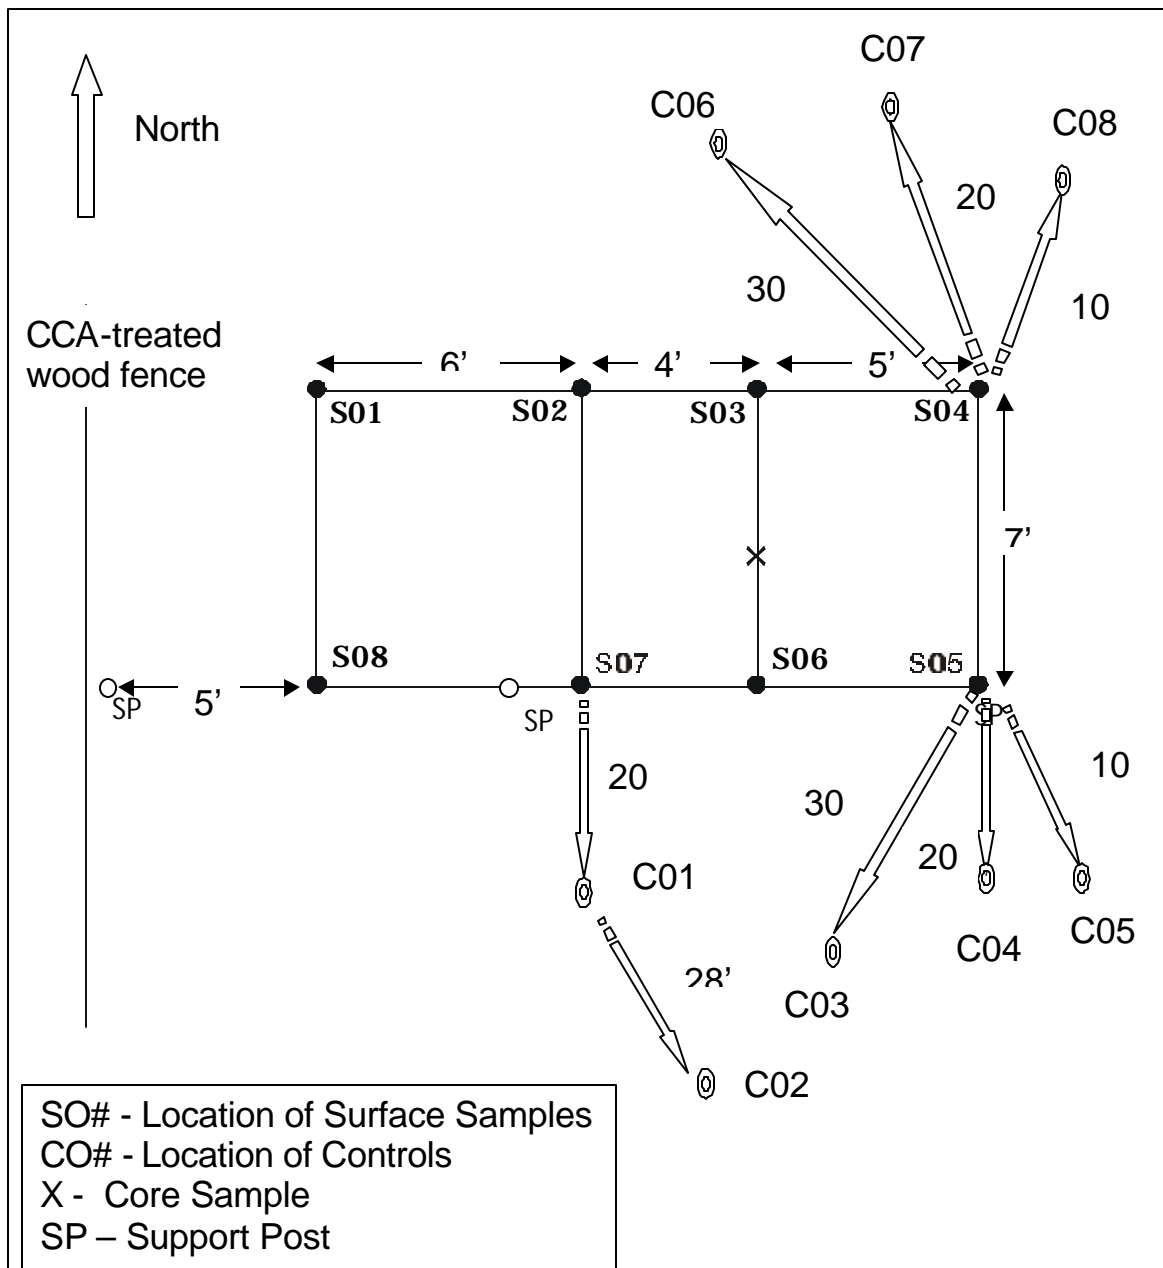 C07
C06
C08
North
20
30
10
CCA-treated
wood fence
6’
4’
5’
S01
S02
S03
S04
7’
S08
S07
S06
S05
SP
5’
SP
SP
20
10
30
20
C01
C05
C04
28’
C03
C02
SO# - Location of Surface Samples
CO# - Location of Controls
X - Core Sample
SP – Support Post